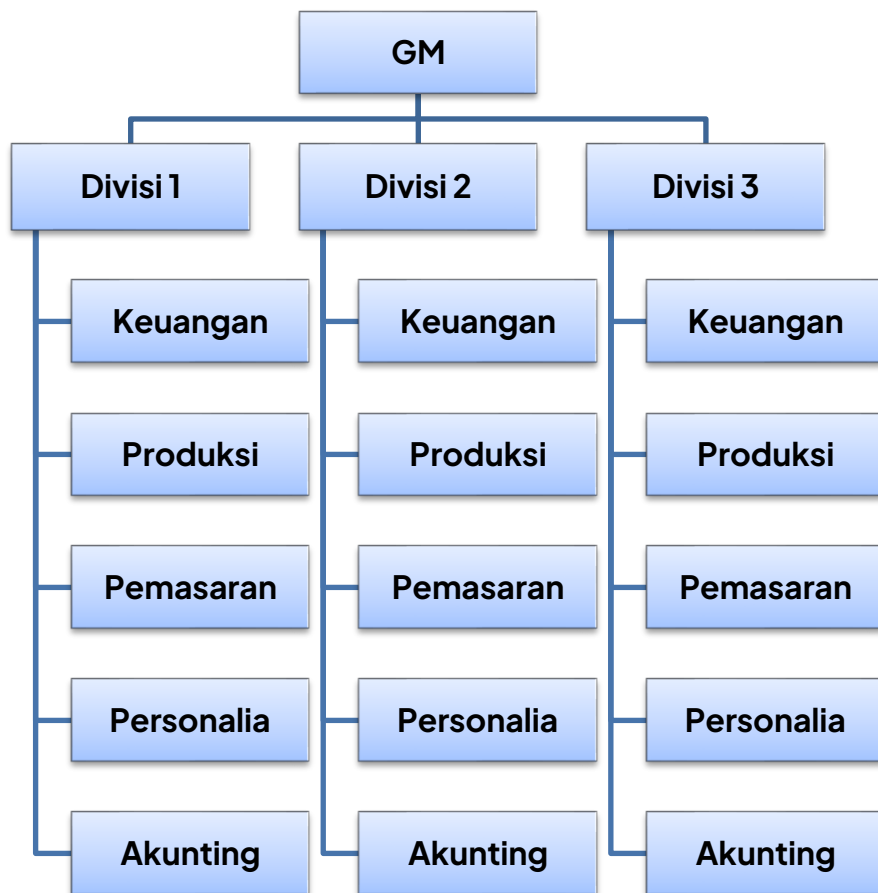 GM
Divisi 1
Divisi 2
Divisi 3
Keuangan
Keuangan
Keuangan
Produksi
Produksi
Produksi
Pemasaran
Pemasaran
Pemasaran
Personalia
Personalia
Personalia
Akunting
Akunting
Akunting